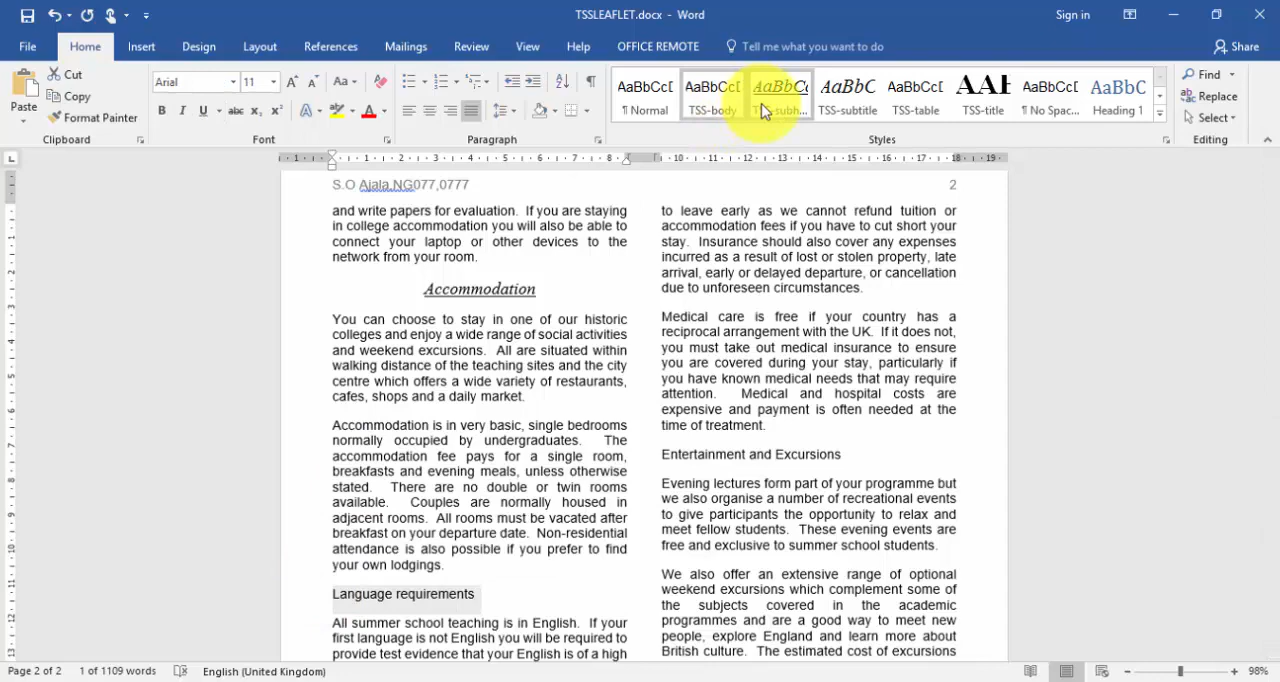 TSSLEAFLET.docx - Word
Sign in
File Home Insert Design Layout References Mailings Review View Help OFFICE REMOTE Tell me what you want to do Share
Paste
Cut
Copy
Format Painter
Clipboard
Arial 11
Font
Paragraph
AaBbCcD AaBbCcD AaBbCc AaBbC AaBbCcD AAB AaBbCcD AaBbC
¶ Normal TSS-body TSS-subh... TSS-subtitle TSS-table TSS-title ¶ No Spac... Heading 1
Styles
Find
Replace
Select
Editing
S.O Ajala,NG077,0777
2
and write papers for evaluation. If you are staying
in college accommodation you will also be able to
connect your laptop or other devices to the
network from your room.
Accommodation
You can choose to stay in one of our historic
colleges and enjoy a wide range of social activities
and weekend excursions. All are situated within
walking distance of the teaching sites and the city
centre which offers a wide variety of restaurants,
cafes, shops and a daily market.
Accommodation is in very basic, single bedrooms
normally occupied by undergraduates. The
accommodation fee pays for a single room,
breakfasts and evening meals, unless otherwise
stated. There are no double or twin rooms
available. Couples are normally housed in
adjacent rooms. All rooms must be vacated after
breakfast on your departure date. Non-residential
attendance is also possible if you prefer to find
your own lodgings.
Language requirements
All summer school teaching is in English. If your
first language is not English you will be required to
provide test evidence that your English is of a high
to leave early as we cannot refund tuition or
accommodation fees if you have to cut short your
stay. Insurance should also cover any expenses
incurred as a result of lost or stolen property, late
arrival, early or delayed departure, or cancellation
due to unforeseen circumstances.
Medical care is free if your country has a
reciprocal arrangement with the UK. If it does not,
you must take out medical insurance to ensure
you are covered during your stay, particularly if
you have known medical needs that may require
attention. Medical and hospital costs are
expensive and payment is often needed at the
time of treatment.
Entertainment and Excursions
Evening lectures form part of your programme but
we also organise a number of recreational events
to give participants the opportunity to relax and
meet fellow students. These evening events are
free and exclusive to summer school students.
We also offer an extensive range of optional
weekend excursions which complement some of
the subjects covered in the academic
programmes and are a good way to meet new
people, explore England and learn more about
British culture. The estimated cost of excursions
Page 2 of 2 1 of 1109 words English (United Kingdom) 98%